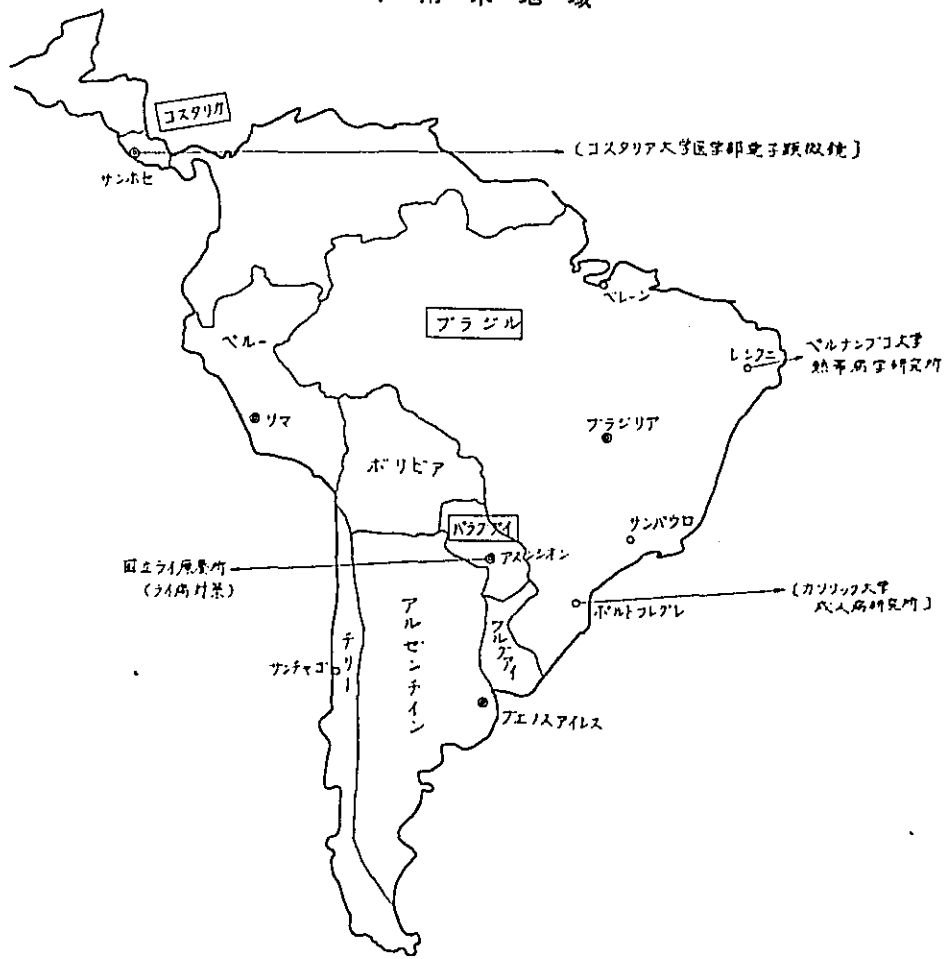 南米地域
コスタリカ
サンホセ
(コスタリア大学医学部電子顕微鏡)
ベレーン
ブラジル
ペルー
レシフェ
ペルナンブコ大学
熱帯病学研究所
リマ
ブラジリア
ボリビア
サンパウロ
パラグアイ
アスンシオン
国立ライ療養所
(ライ病対策)
(カソリック大学
成人病研究所)
ポルトアレグレ
アルゼンチイン
ウルグアイ
チリー
サンチャゴ
ブエノスアイレス